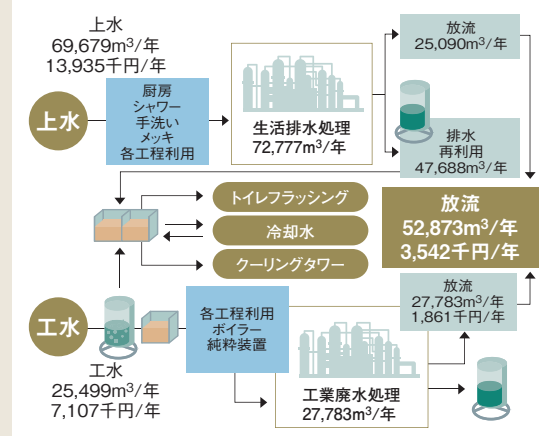 上水
69,679m³/年
13,935千円/年
上水
厨房
シャワー
手洗い
メッキ
各工程利用
生活排水処理
72,777m³/年
放流
25,090m³/年
排水
再利用
47,688m³/年
トイレフラッシング
冷却水
クーリングタワー
放流
52,873m³/年
3,542千円/年
工水
工水
25,499m³/年
7,107千円/年
各工程利用
ボイラー
純粋装置
工業廃水処理
27,783m³/年
放流
27,783m³/年
1,861千円/年